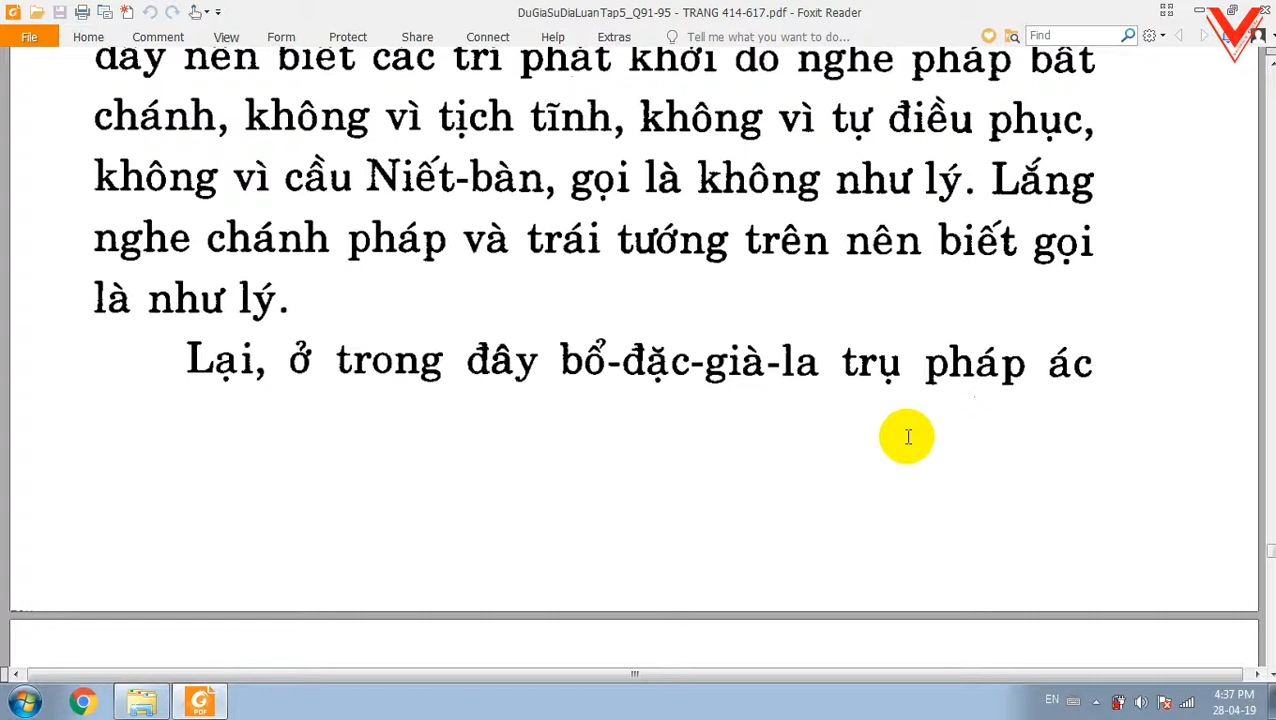 DuGiaSuDiaLuanTap5_Q91-95 - TRANG 414-617.pdf - Foxit Reader
File Home Comment View Form Protect Share Connect Help Extras Tell me what you want to do... Find
đây nên biết các trí phát khởi do nghe pháp bất
chánh, không vì tịch tĩnh, không vì tự điều phục,
không vì cầu Niết-bàn, gọi là không như lý. Lắng
nghe chánh pháp và trái tướng trên nên biết gọi
là như lý.
Lại, ở trong đây bổ-đặc-già-la trụ pháp ác
EN
4:37 PM
28-04-19